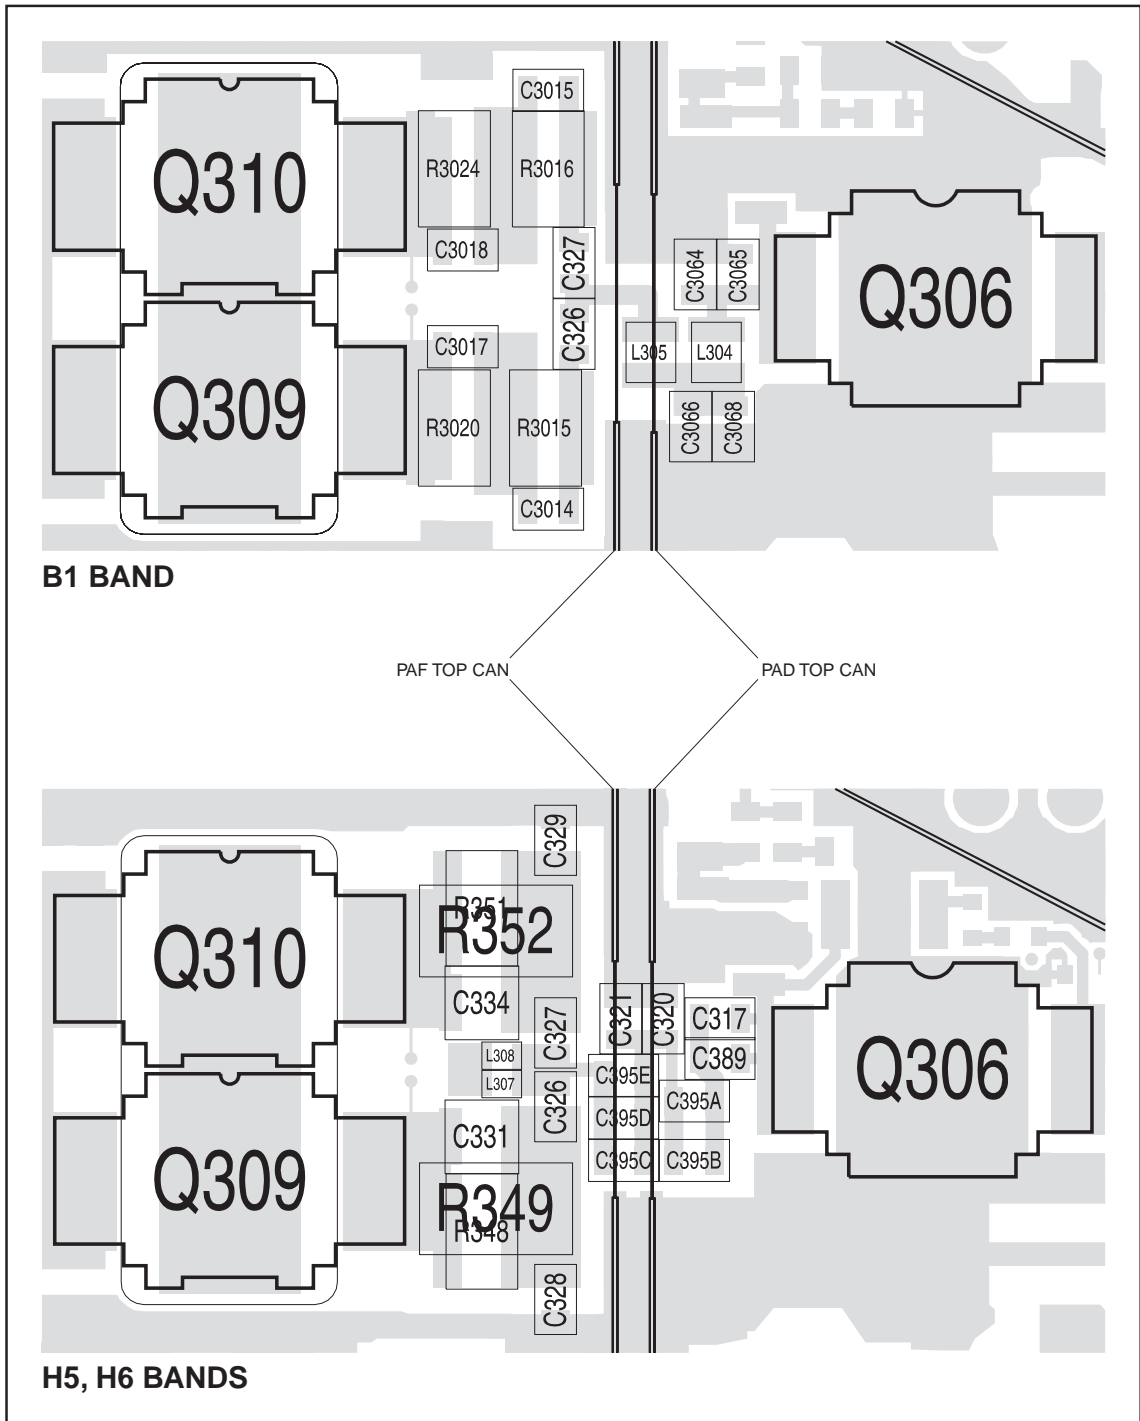 C3015
Q310
R3024
R3016
C3018
C327
C3064
C3065
Q306
C326
C3017
L305
L304
Q309
R3020
R3015
C3066
C3068
C3014
B1 BAND
PAF TOP CAN
PAD TOP CAN
C329
R351
R352
Q310
C334
C321
C320
C317
C327
L308
C389
Q306
L307
C395E
C326
C395A
C395D
C331
C395C
C395B
Q309
R349
R348
C328
H5, H6 BANDS